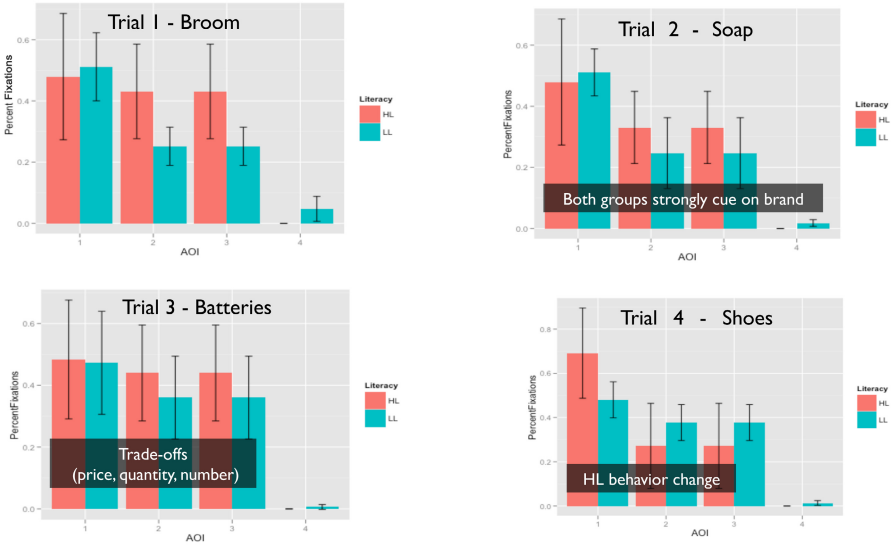 Trial 1 - Broom
Percent Fixations
0.6
0.4
0.2
0.0
1 2 3 4
AOI
Literacy
HL
LL
Trial 2 - Soap
PercentFixations
0.6
0.4
0.2
0.0
Both groups strongly cue on brand
1 2 3 4
AOI
Literacy
HL
LL
Trial 3 - Batteries
PercentFixations
0.6
0.4
0.2
0.0
Trade-offs
(price, quantity, number)
1 2 3 4
AOI
Literacy
HL
LL
Trial 4 - Shoes
PercentFixations
0.8
0.6
0.4
0.2
0.0
HL behavior change
1 2 3 4
AOI
Literacy
HL
LL